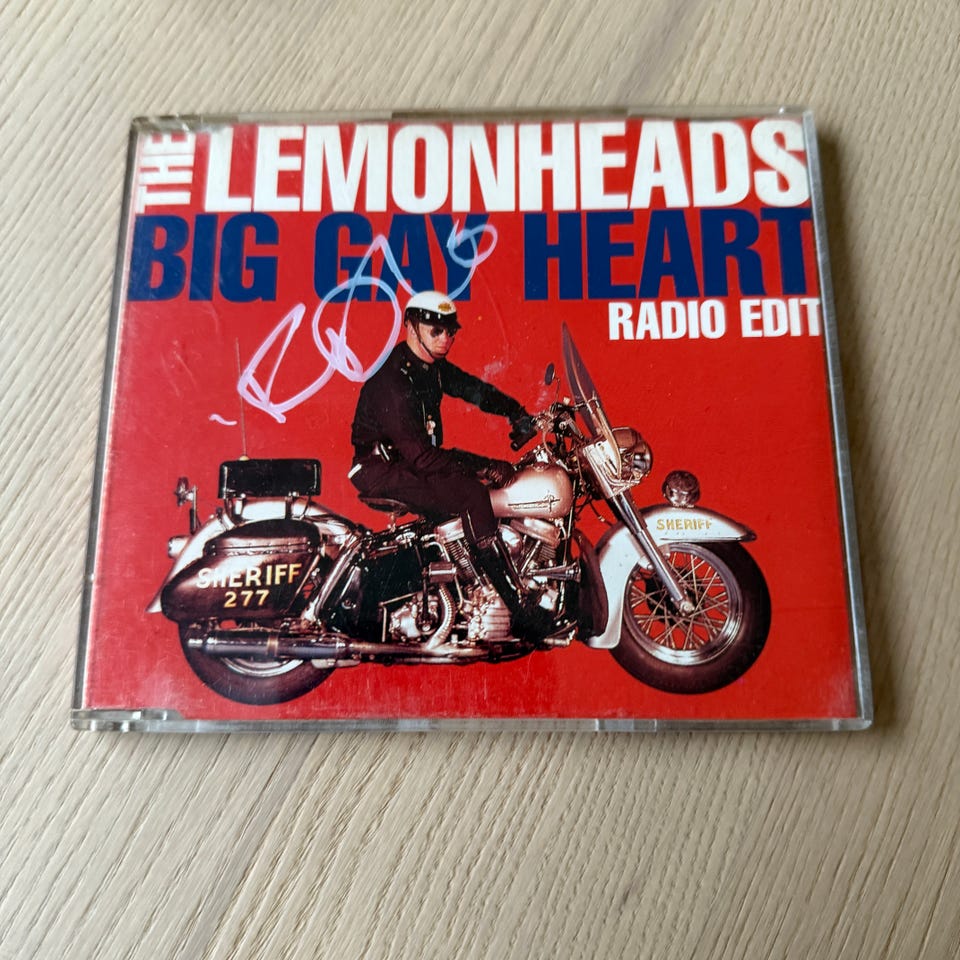 THE LEMONHEADS
BIG GAY HEART
RADIO EDIT
SHERIFF
SHERIFF
277